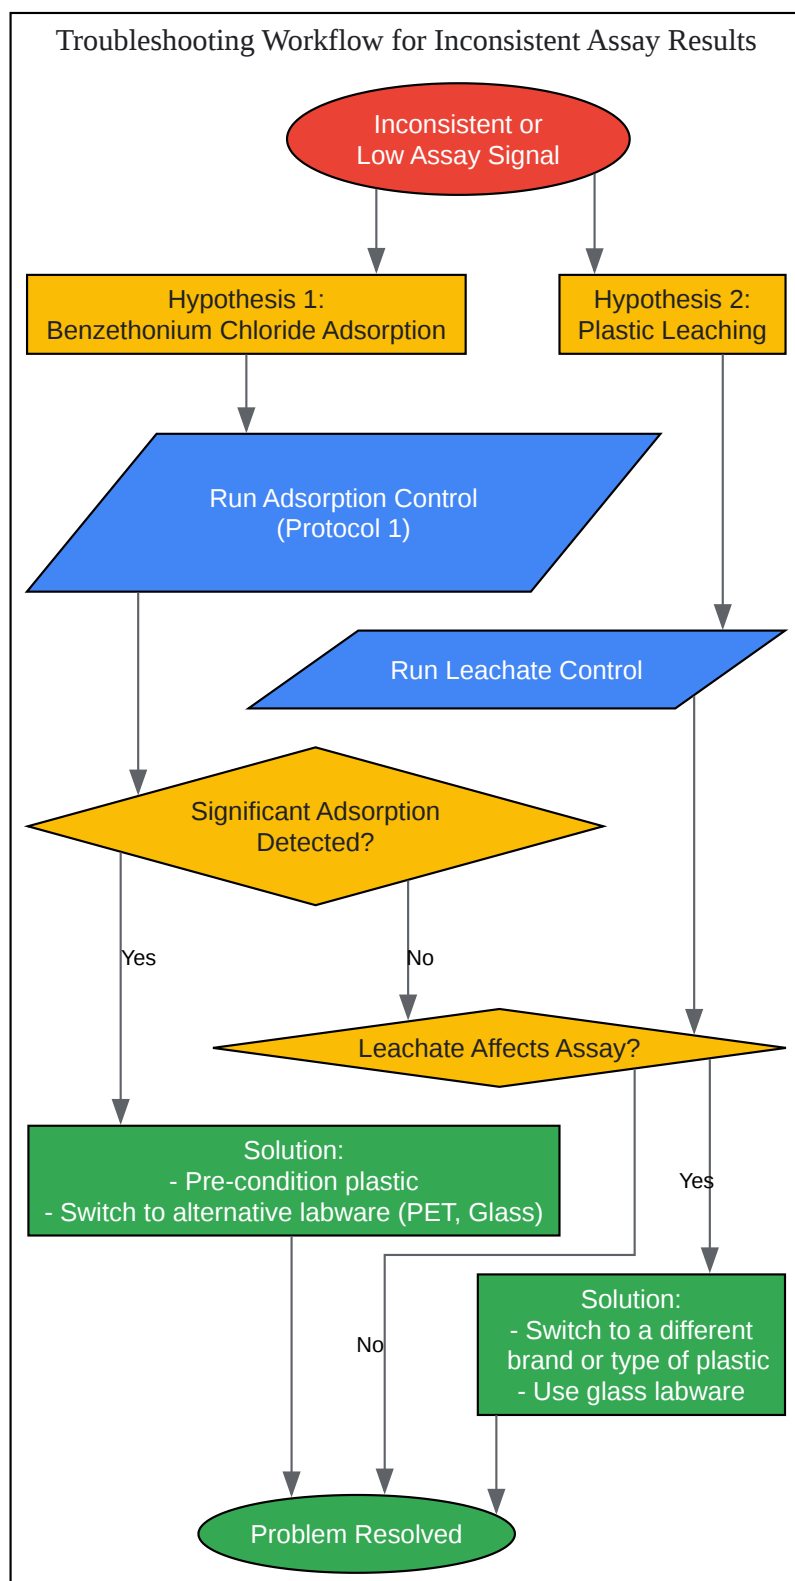 Troubleshooting Workflow for Inconsistent Assay Results
Inconsistent or
Low Assay Signal
Hypothesis 1:
Benzethonium Chloride Adsorption
Hypothesis 2:
Plastic Leaching
Run Adsorption Control
(Protocol 1)
Run Leachate Control
Significant Adsorption
Detected?
Yes
No
Leachate Affects Assay?
Solution:
- Pre-condition plastic
- Switch to alternative labware (PET, Glass)
Yes
Solution:
- Switch to a different
brand or type of plastic
- Use glass labware
No
Problem Resolved